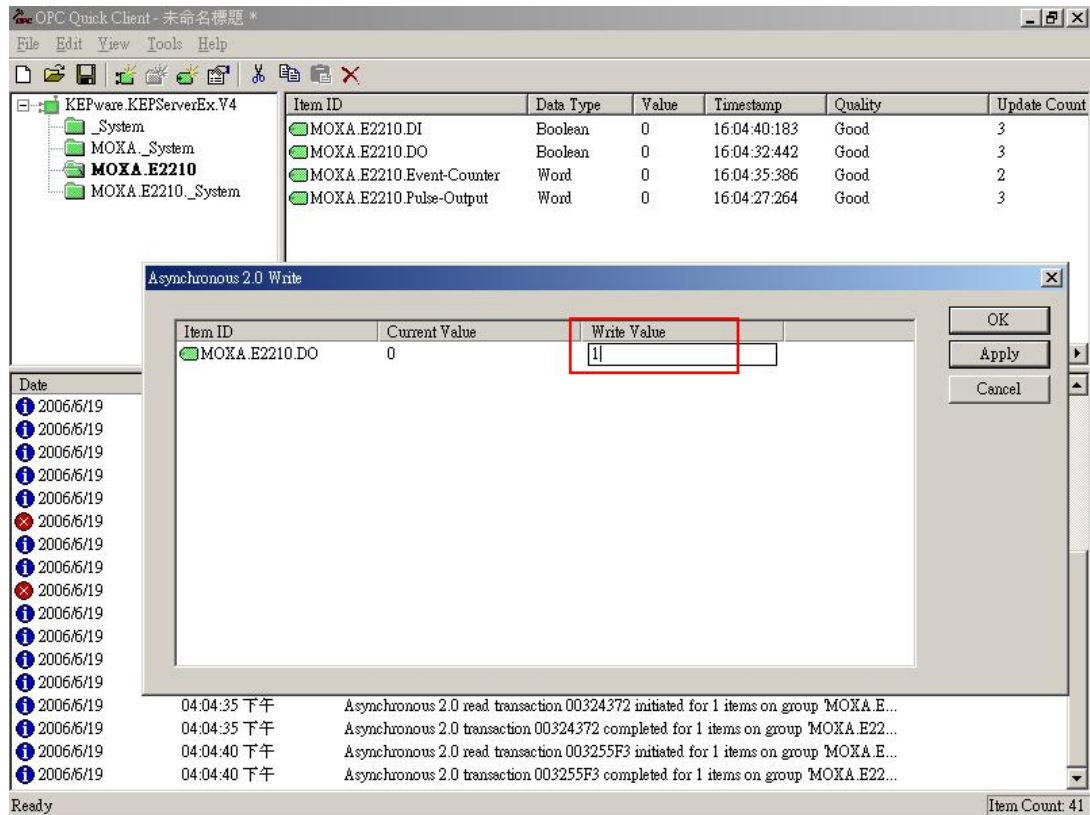 OPC Quick Client - 未命名標題 *
File Edit View Tools Help
KEPware.KEPServerEx.V4
_System
MOXA._System
MOXA.E2210
MOXA.E2210._System
Item ID Data Type Value Timestamp Quality Update Count
MOXA.E2210.DI Boolean 0 16:04:40:183 Good 3
MOXA.E2210.DO Boolean 0 16:04:32:442 Good 3
MOXA.E2210.Event-Counter Word 0 16:04:35:386 Good 2
MOXA.E2210.Pulse-Output Word 0 16:04:27:264 Good 3
Asynchronous 2.0 Write
Item ID Current Value Write Value
MOXA.E2210.DO 0 1
OK
Apply
Cancel
Date
2006/6/19
2006/6/19
2006/6/19
2006/6/19
2006/6/19
2006/6/19
2006/6/19
2006/6/19
2006/6/19
2006/6/19
2006/6/19
2006/6/19
2006/6/19
2006/6/19 04:04:35 下午 Asynchronous 2.0 read transaction 00324372 initiated for 1 items on group 'MOXA.E...
2006/6/19 04:04:35 下午 Asynchronous 2.0 transaction 00324372 completed for 1 items on group 'MOXA.E22...
2006/6/19 04:04:40 下午 Asynchronous 2.0 read transaction 003255F3 initiated for 1 items on group 'MOXA.E...
2006/6/19 04:04:40 下午 Asynchronous 2.0 transaction 003255F3 completed for 1 items on group 'MOXA.E22...
Ready Item Count: 41